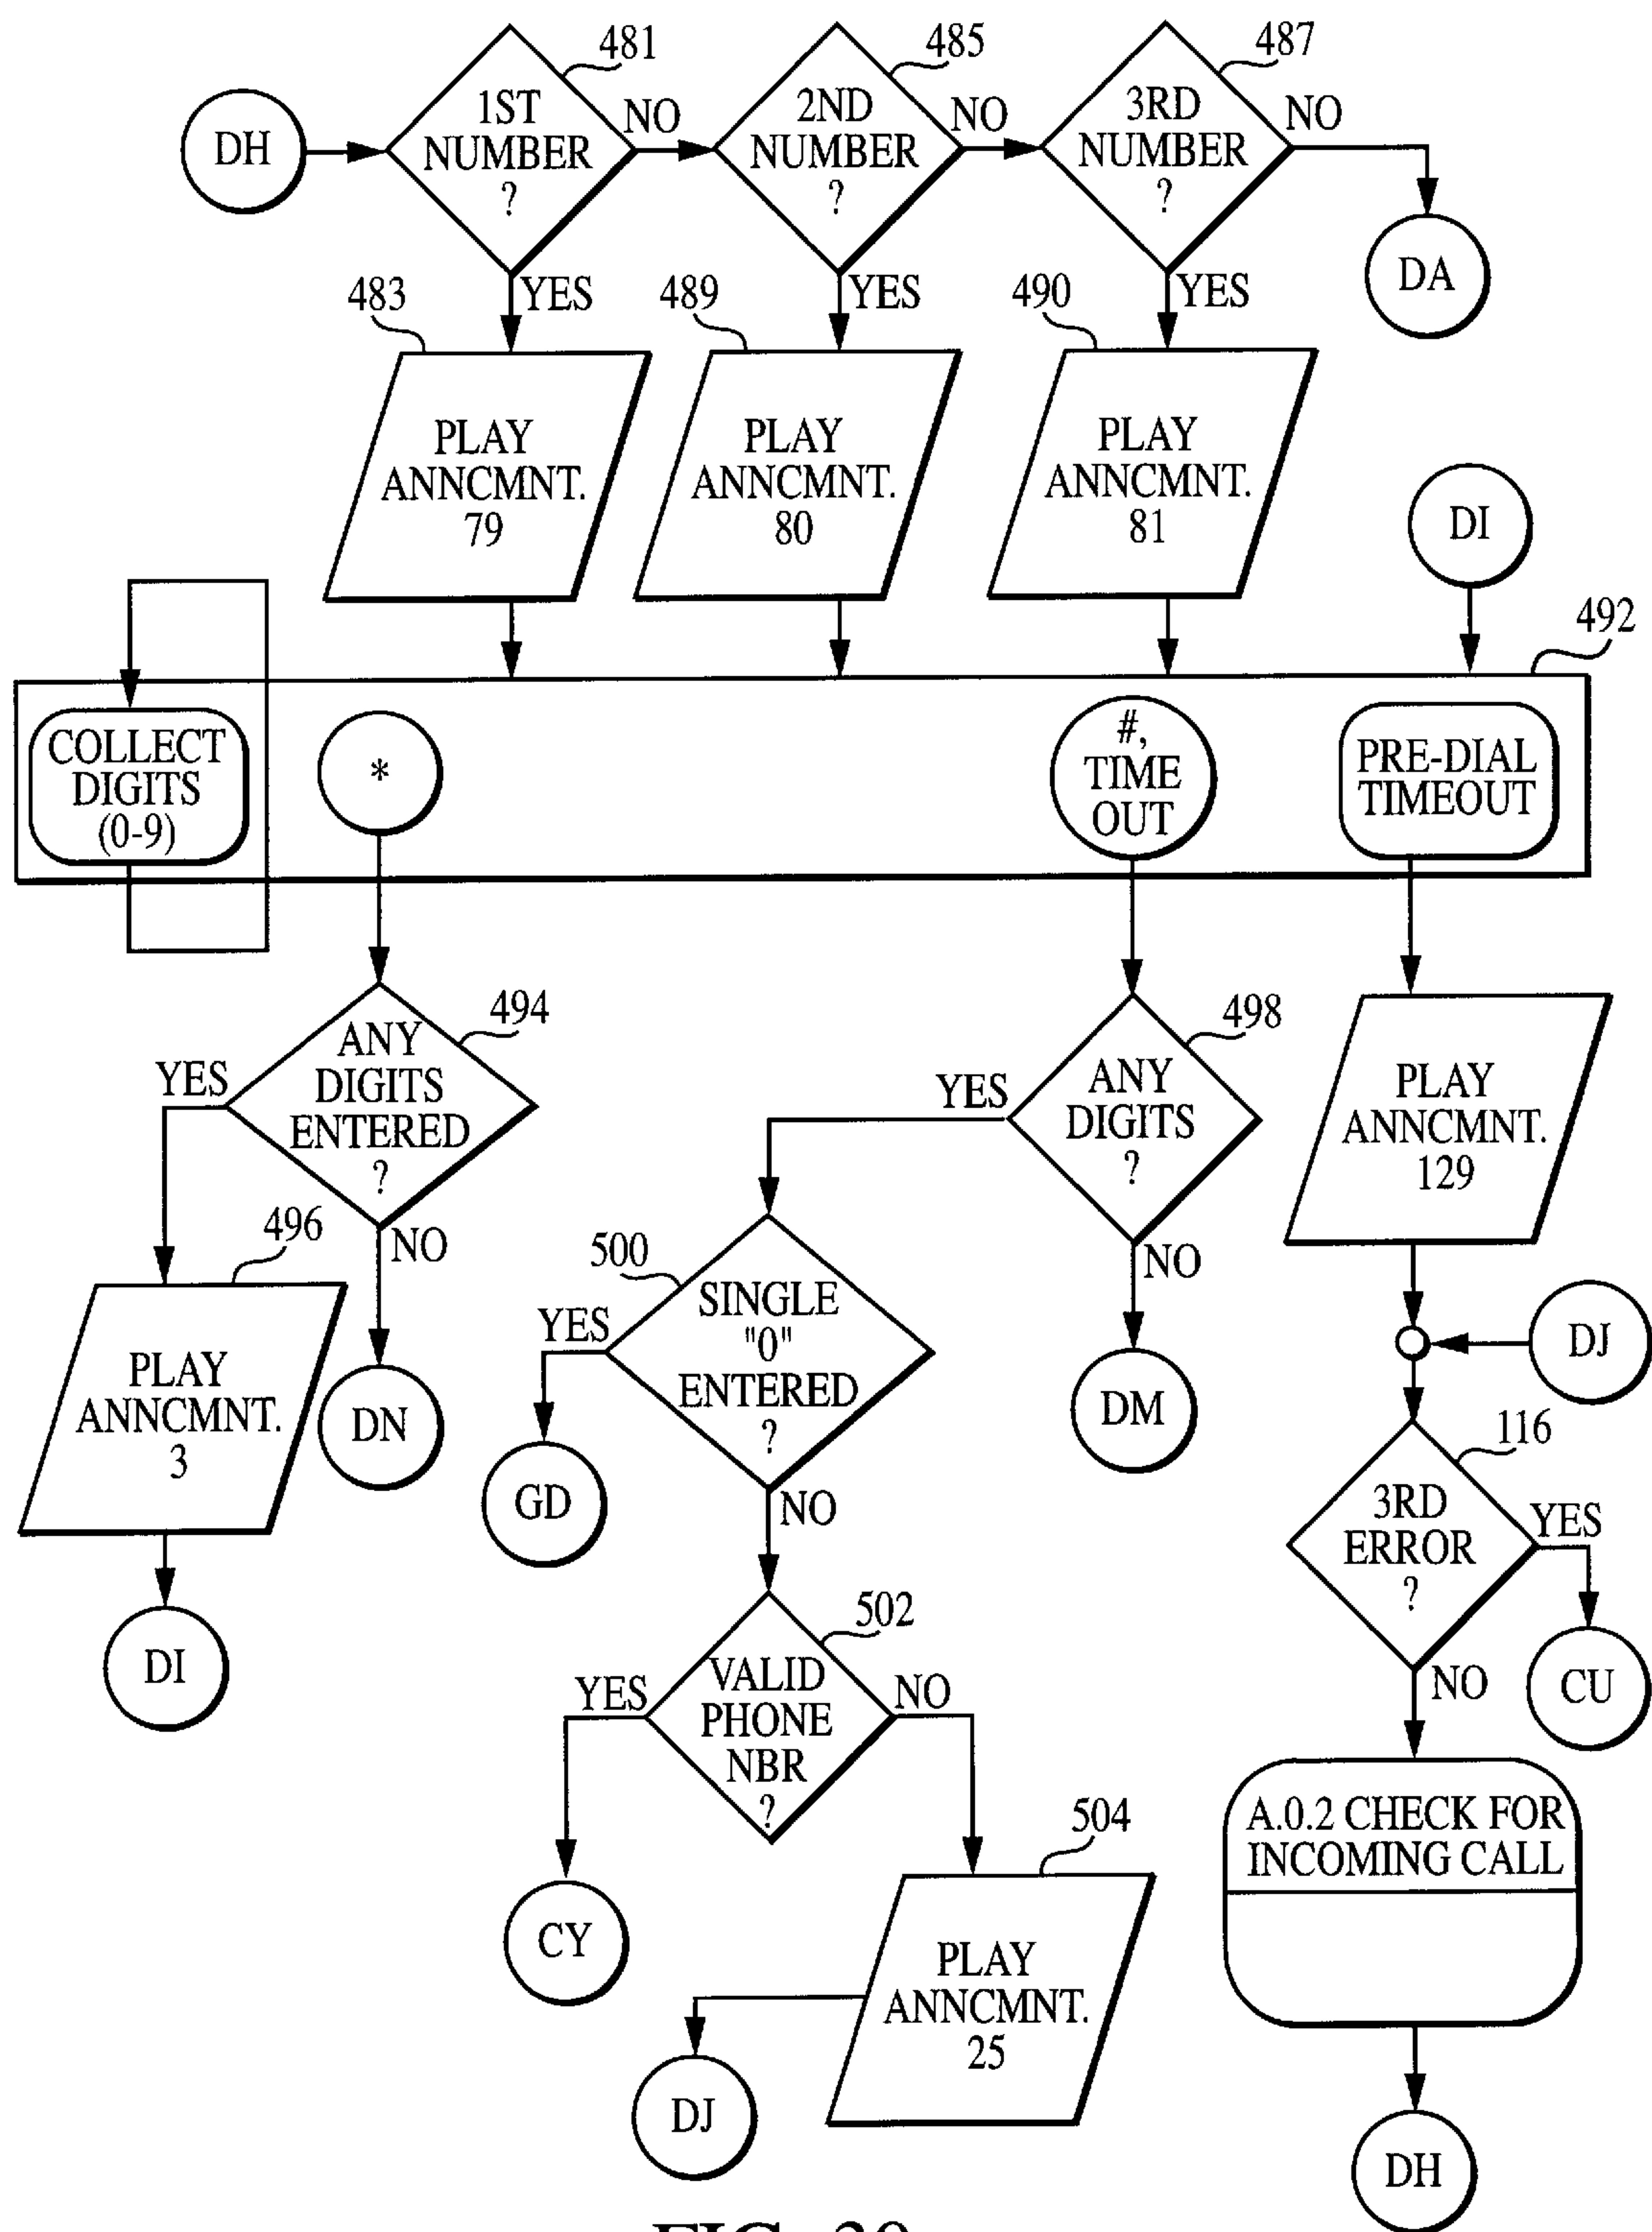 481
485
487
DH
1ST
NUMBER
?
NO
2ND
NUMBER
?
NO
3RD
NUMBER
?
NO
DA
YES
YES
YES
483
489
490
PLAY
ANNCMNT.
79
PLAY
ANNCMNT.
80
PLAY
ANNCMNT.
81
DI
492
COLLECT
DIGITS
(0-9)
*
#,
TIME
OUT
PRE-DIAL
TIMEOUT
494
ANY
DIGITS
ENTERED
?
YES
NO
498
ANY
DIGITS
?
YES
NO
PLAY
ANNCMNT.
129
496
PLAY
ANNCMNT.
3
DN
500
SINGLE
"0"
ENTERED
?
YES
NO
DM
DJ
GD
116
3RD
ERROR
?
YES
NO
CU
DI
502
VALID
PHONE
NBR
?
YES
NO
CY
504
PLAY
ANNCMNT.
25
DJ
A.0.2 CHECK FOR
INCOMING CALL
DH